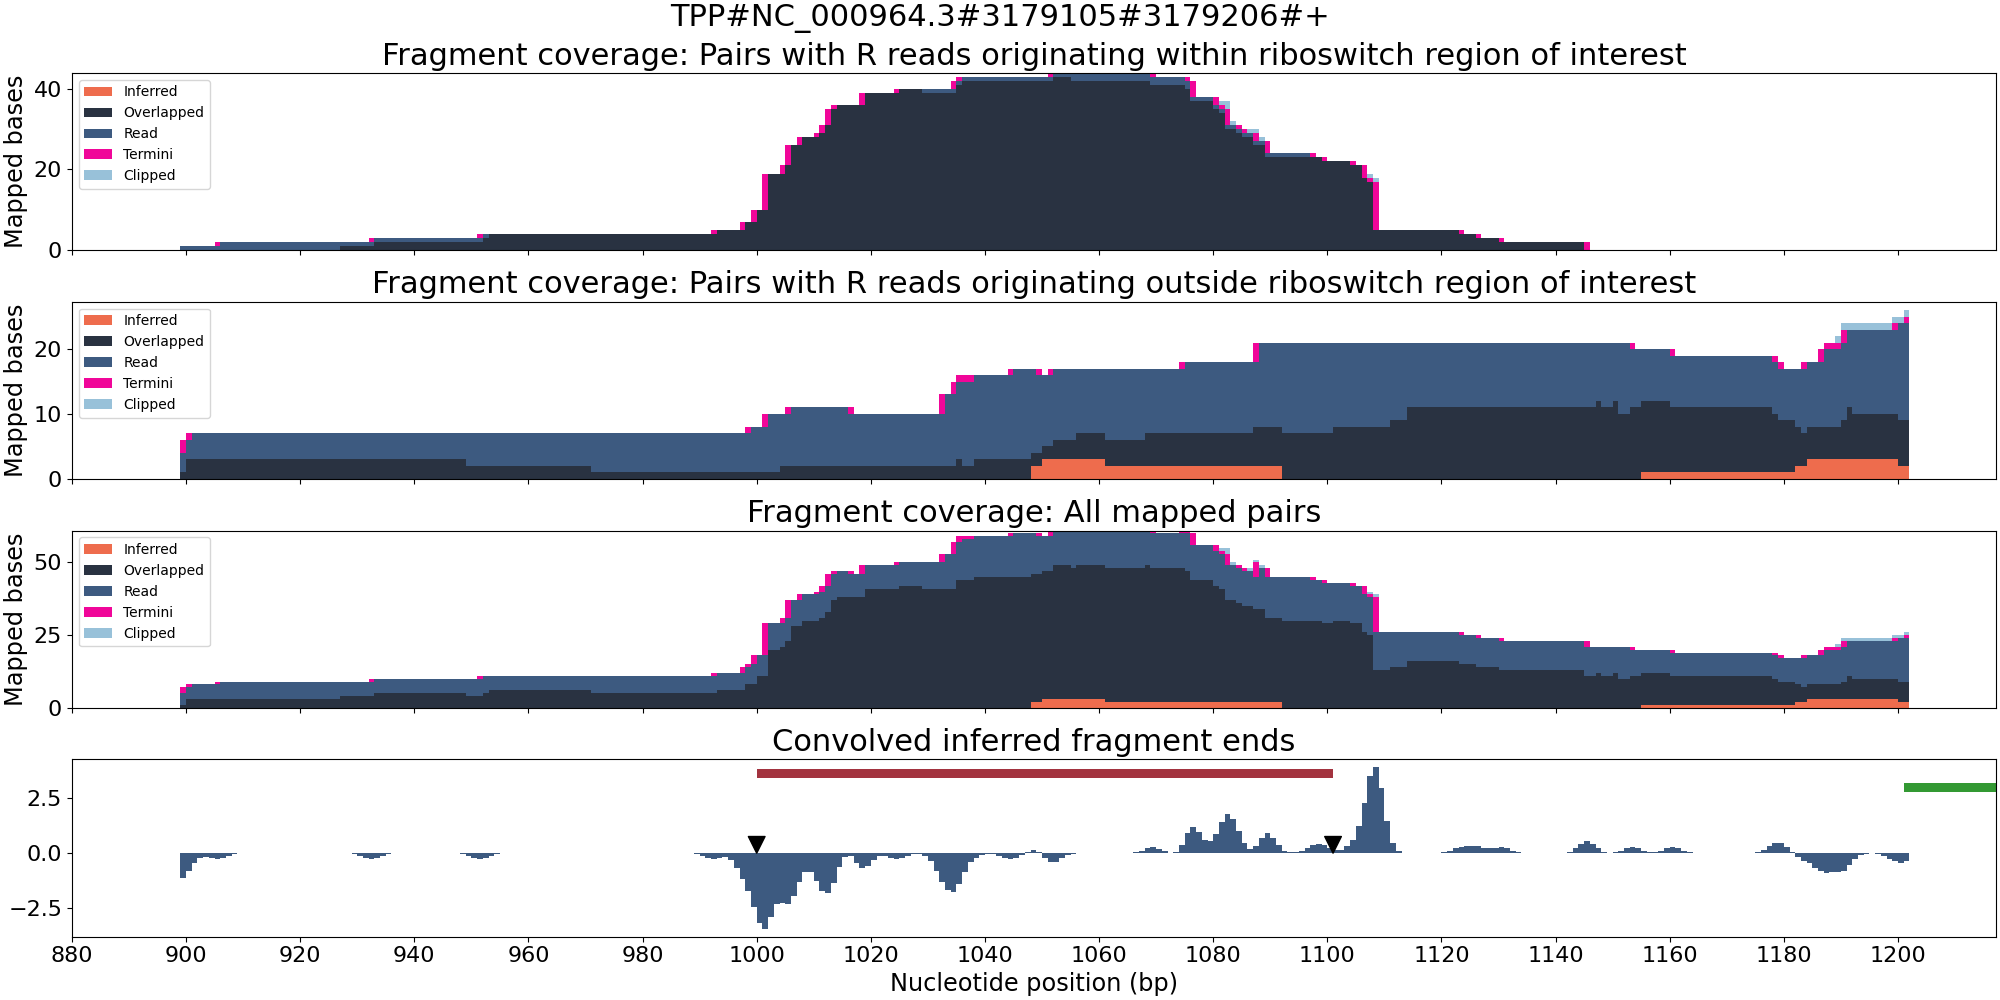 TPP#NC_000964.3#3179105#3179206#+
Fragment coverage: Pairs with R reads originating within riboswitch region of interest
Mapped bases
40
20
0
Inferred
Overlapped
Read
Termini
Clipped
Fragment coverage: Pairs with R reads originating outside riboswitch region of interest
Mapped bases
20
10
0
Inferred
Overlapped
Read
Termini
Clipped
Fragment coverage: All mapped pairs
Mapped bases
50
25
0
Inferred
Overlapped
Read
Termini
Clipped
Convolved inferred fragment ends
2.5
0.0
−2.5
880 900 920 940 960 980 1000 1020 1040 1060 1080 1100 1120 1140 1160 1180 1200
Nucleotide position (bp)